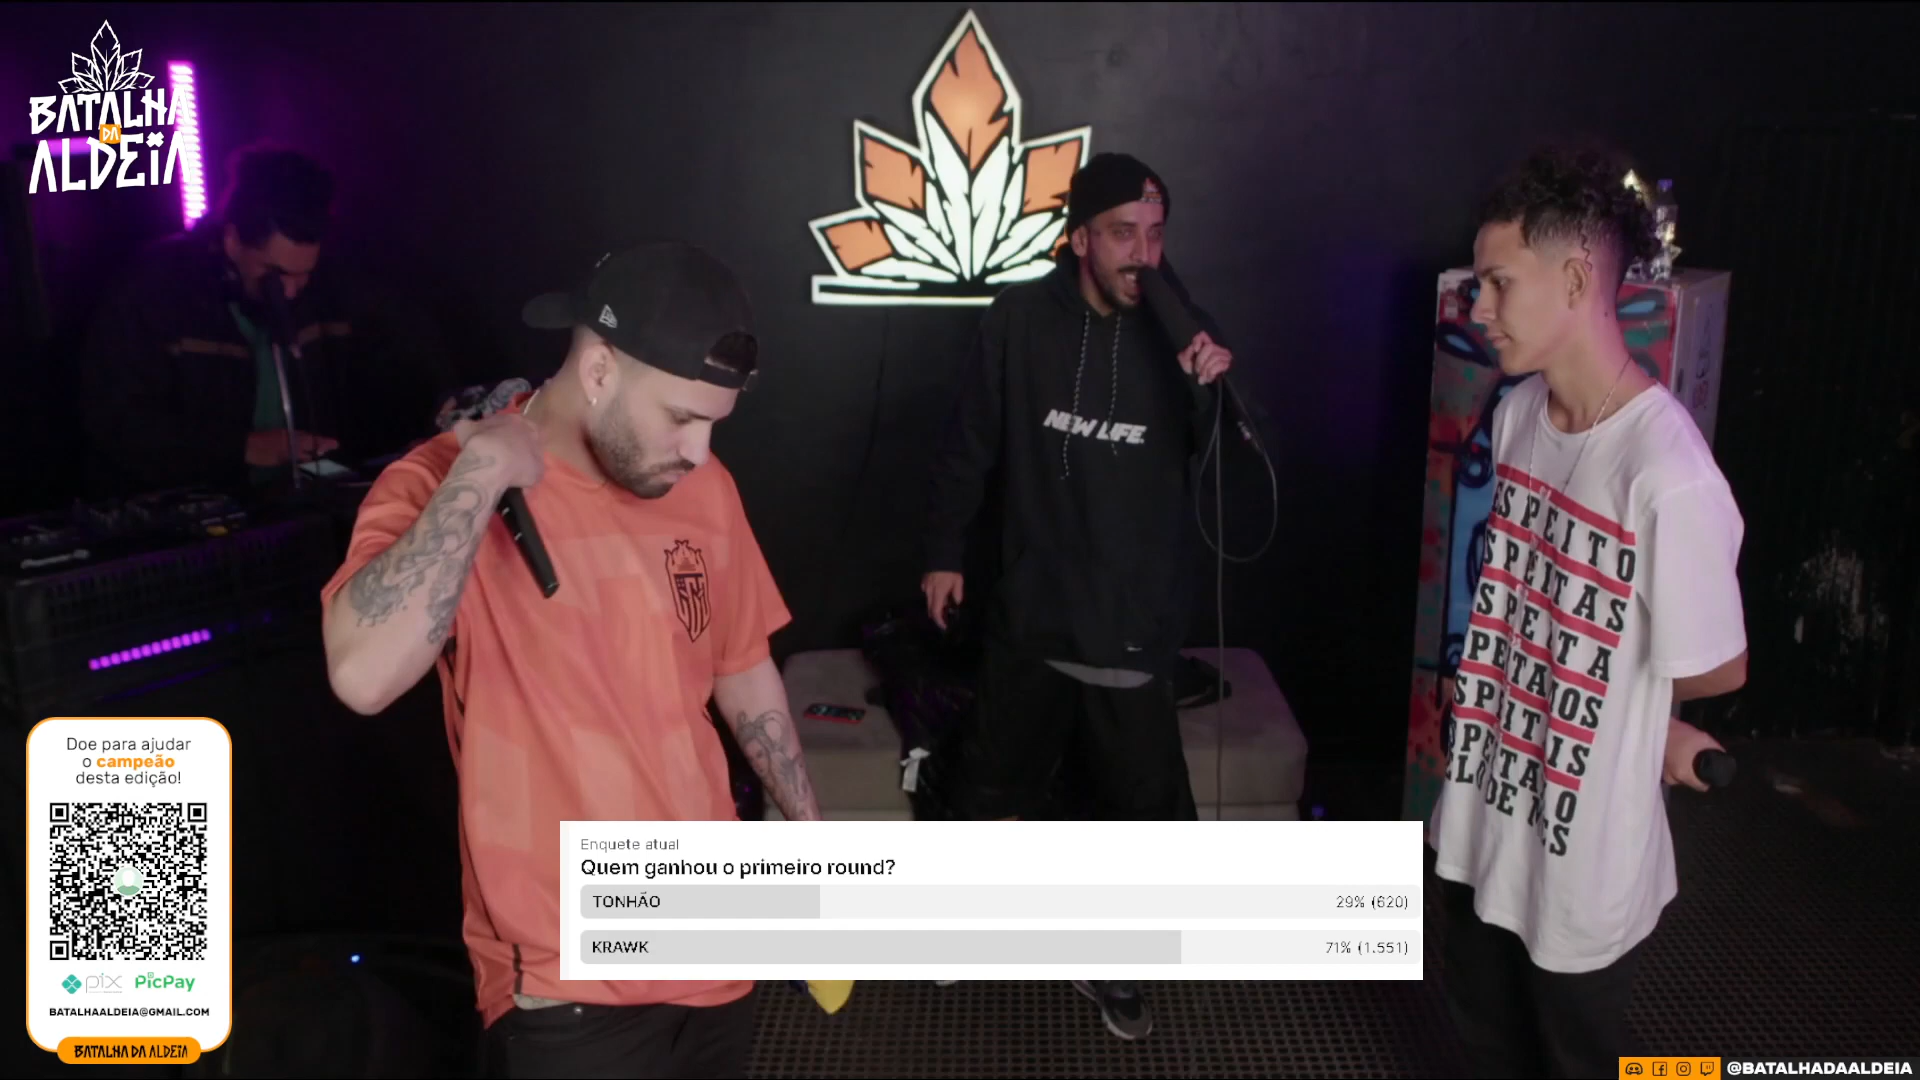 BATALHA
DA
ALDEIA
NEW LIFE.
Doe para ajudar
o campeão
desta edição!
pix PicPay
BATALHAALDEIA@GMAIL.COM
BATALHA DA ALDEIA
Enquete atual
Quem ganhou o primeiro round?
TONHÃO 29% (620)
KRAWK 71% (1.551)
@BATALHADAALDEIA